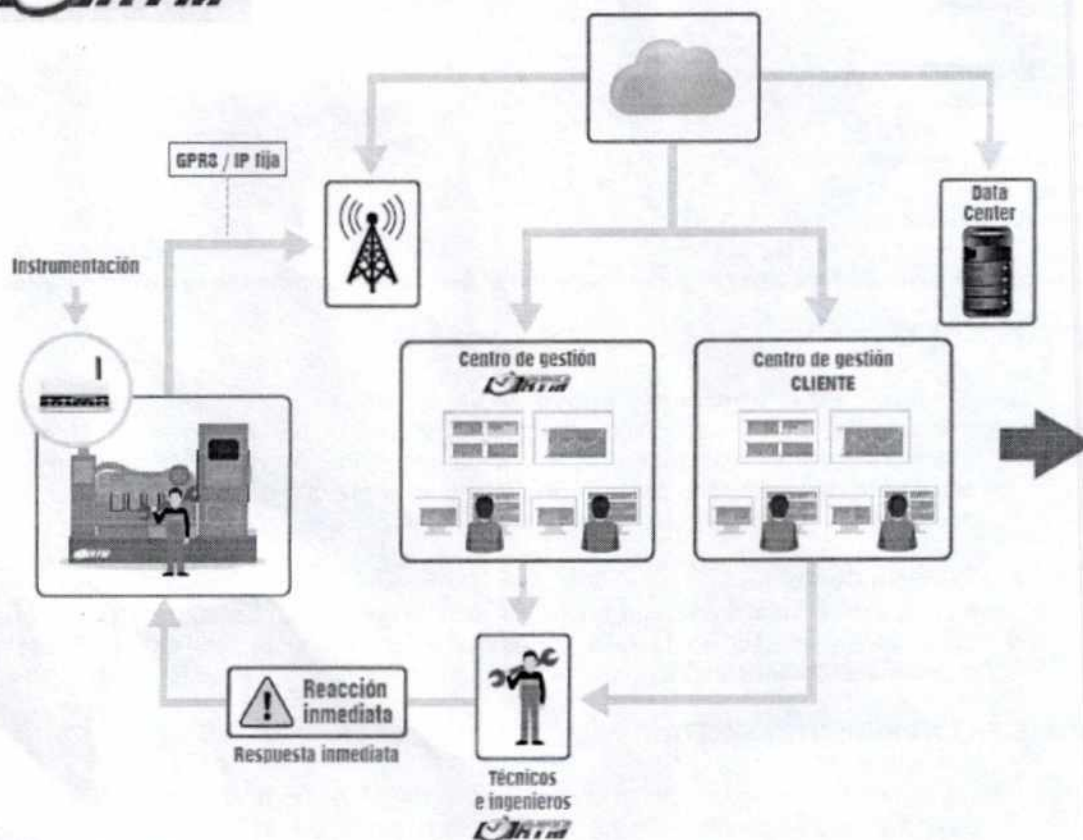 GPRS / IP fija
Instrumentación
Data
Center
Centro de gestión
Centro de gestión
CLIENTE
Reacción
inmediata
Respuesta inmediata
Técnicos
e ingenieros